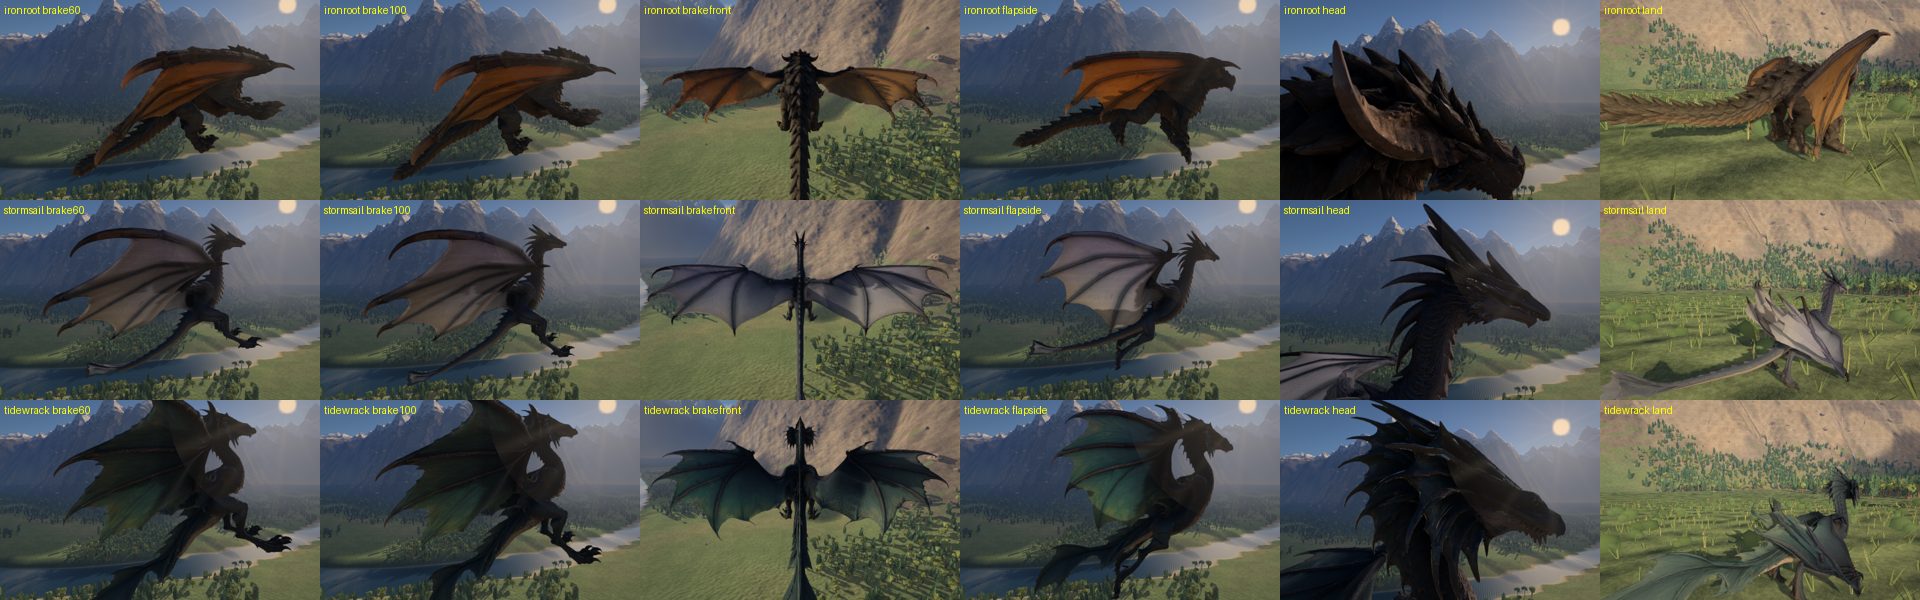 ironroot brake60
ironroot brake100
ironroot brakefront
ironroot flapside
ironroot head
ironroot land
stormsail brake60
stormsail brake100
stormsail brakefront
stormsail flapside
stormsail head
stormsail land
tidewrack brake60
tidewrack brake100
tidewrack brakefront
tidewrack flapside
tidewrack head
tidewrack land